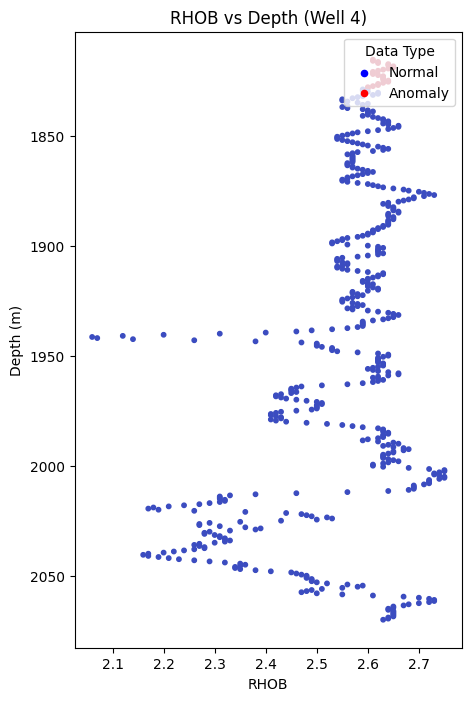 RHOB vs Depth (Well 4)
Data Type
Normal
Anomaly
1850
1900
1950
2000
2050
Depth (m)
2.1 2.2 2.3 2.4 2.5 2.6 2.7
RHOB